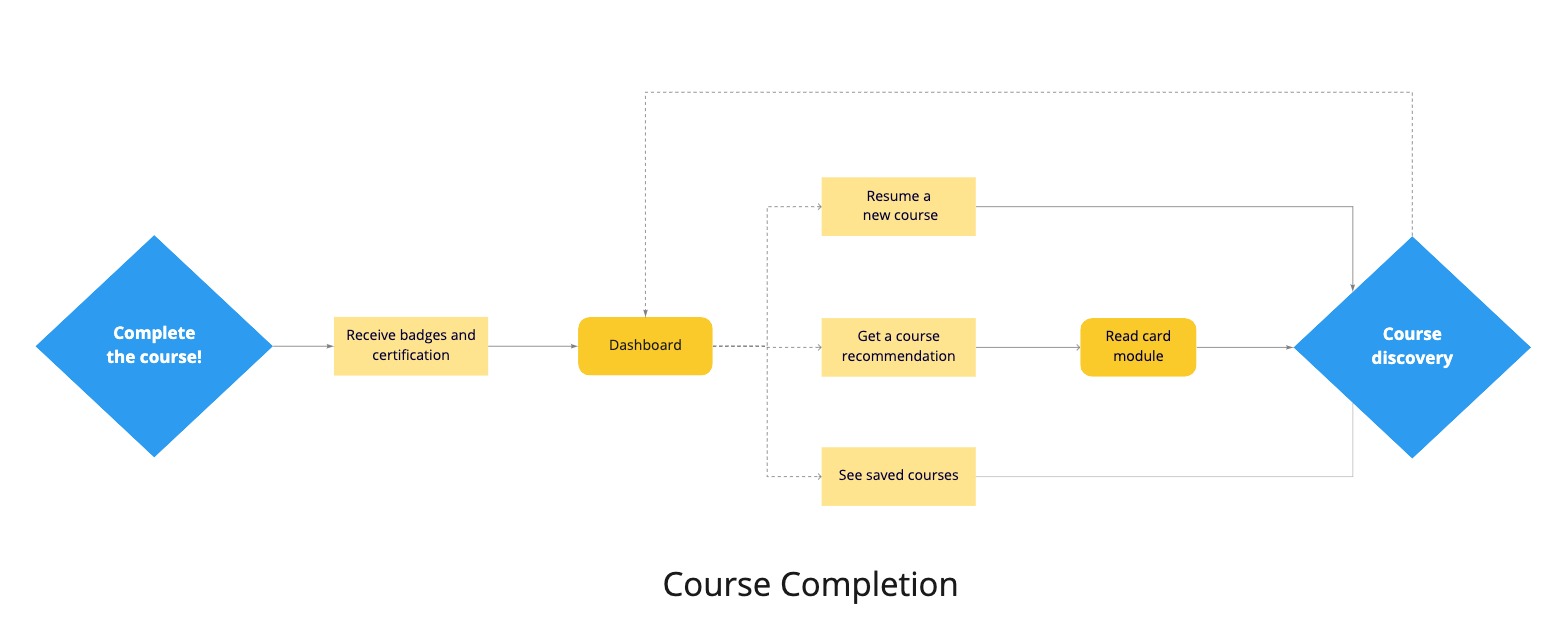 Complete
the course!
Receive badges and
certification
Dashboard
Resume a
new course
Get a course
recommendation
See saved courses
Read card
module
Course
discovery
Course Completion